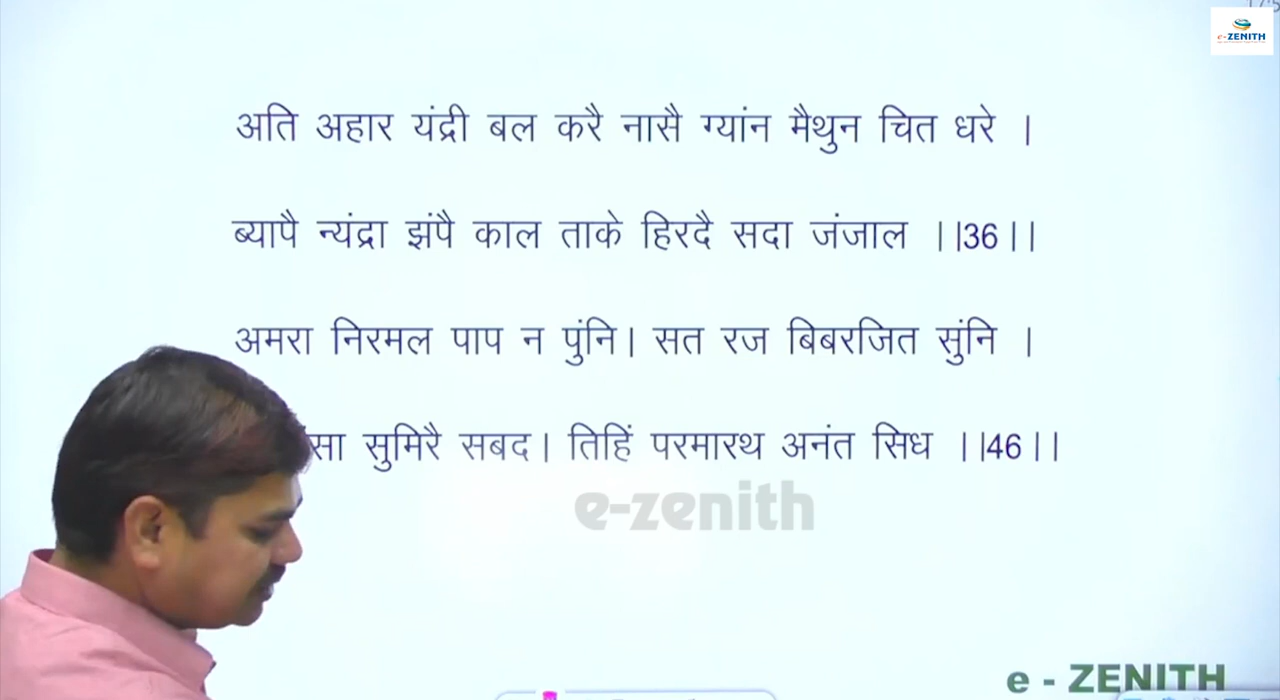 e-ZENITH
अति अहार यंद्री बल करै नासै ग्यांन मैथुन चित धरे ।
ब्यापै न्यंद्रा झंपै काल ताके हिरदै सदा जंजाल ।।36।।
अमरा निरमल पाप न पुंनि। सत रज बिबरजित सुंनि ।
सुमिरै सबद। तिहिं परमारथ अनंत सिध ।।46।।
e-zenith
e - ZENITH